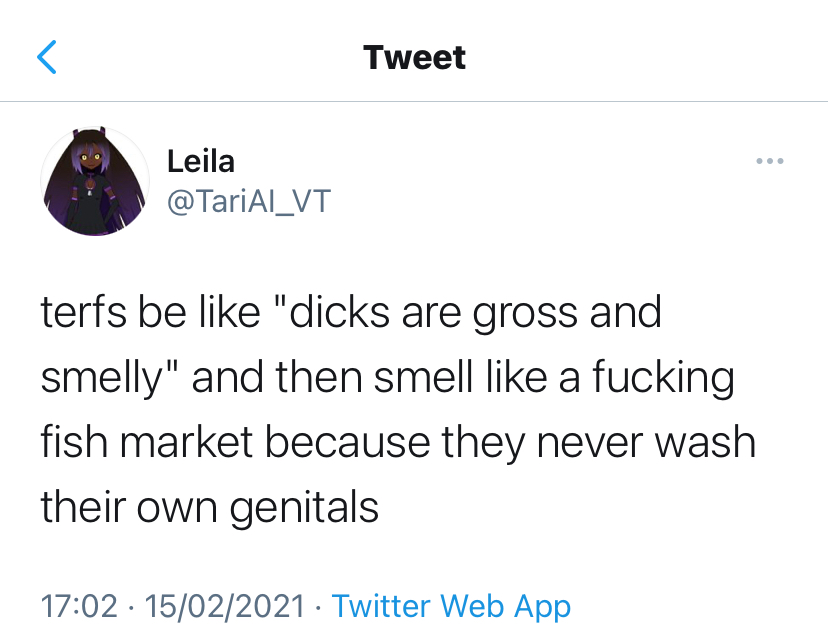 Tweet
Leila
@TariAI_VT
terfs be like "dicks are gross and
smelly" and then smell like a fucking
fish market because they never wash
their own genitals
17:02 · 15/02/2021 · Twitter Web App